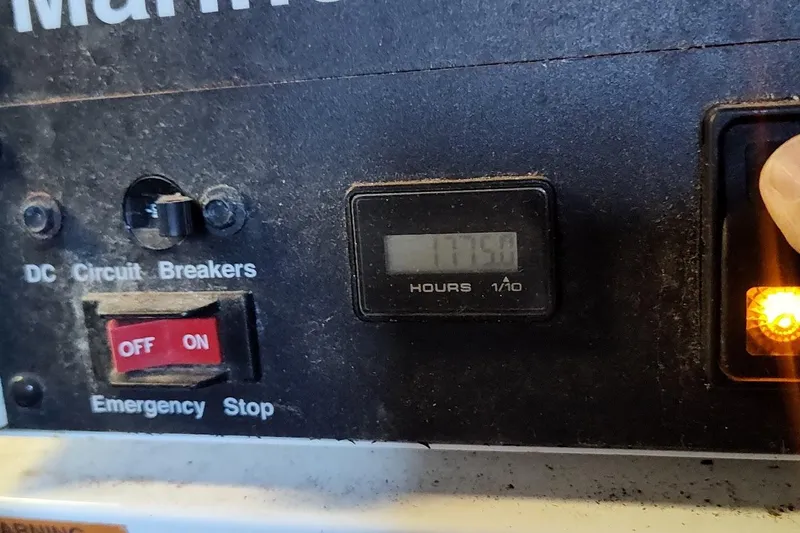 DC Circuit Breakers
1775.0
HOURS 1/10
OFF ON
Emergency Stop